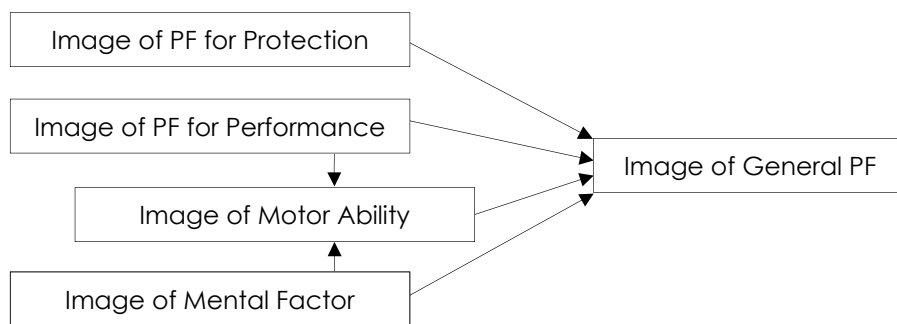 Image of PF for Protection
Image of PF for Performance
Image of General PF
Image of Motor Ability
Image of Mental Factor